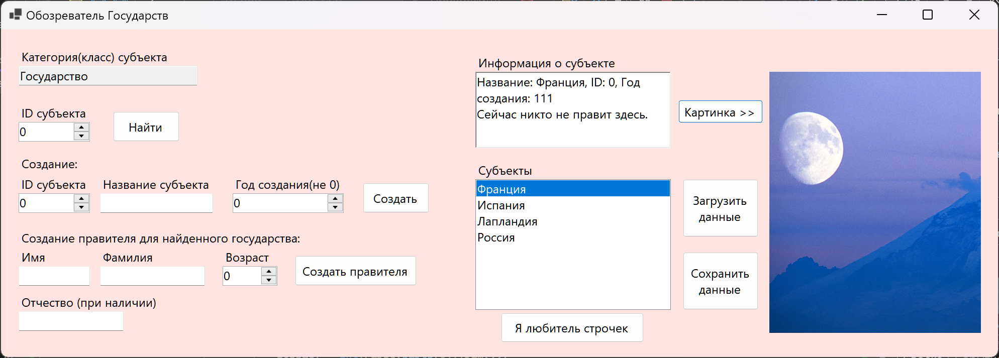 Обозреватель Государств
Категория(класс) субъекта
Государство
ID субъекта
0
Найти
Создание:
ID субъекта
Название субъекта
Год создания(не 0)
0
0
Создать
Создание правителя для найденного государства:
Имя
Фамилия
Возраст
0
Создать правителя
Отчество (при наличии)
Информация о субъекте
Название: Франция, ID: 0, Год
создания: 111
Сейчас никто не правит здесь.
Картинка >>
Субъекты
Франция
Испания
Лапландия
Россия
Загрузить
данные
Сохранить
данные
Я любитель строчек